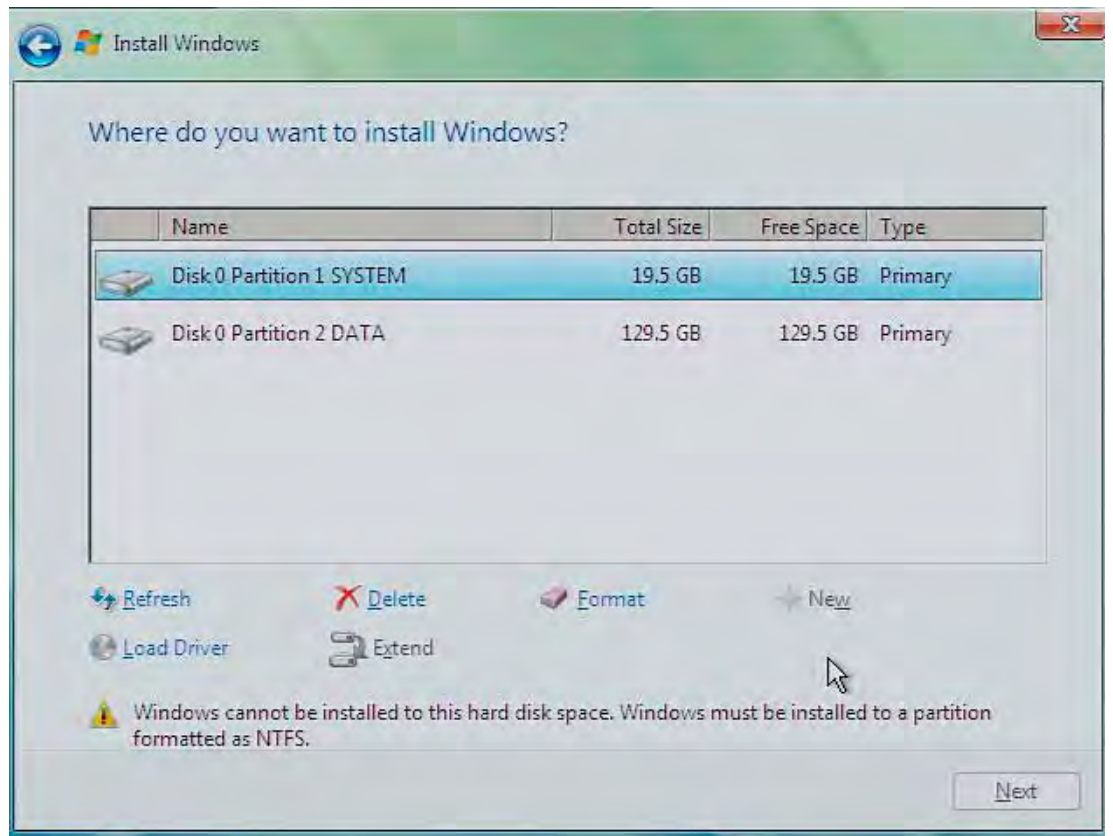 Install Windows
Where do you want to install Windows?
Name Total Size Free Space Type
Disk 0 Partition 1 SYSTEM 19.5 GB 19.5 GB Primary
Disk 0 Partition 2 DATA 129.5 GB 129.5 GB Primary
Refresh Delete Format New
Load Driver Extend
Windows cannot be installed to this hard disk space. Windows must be installed to a partition
formatted as NTFS.
Next